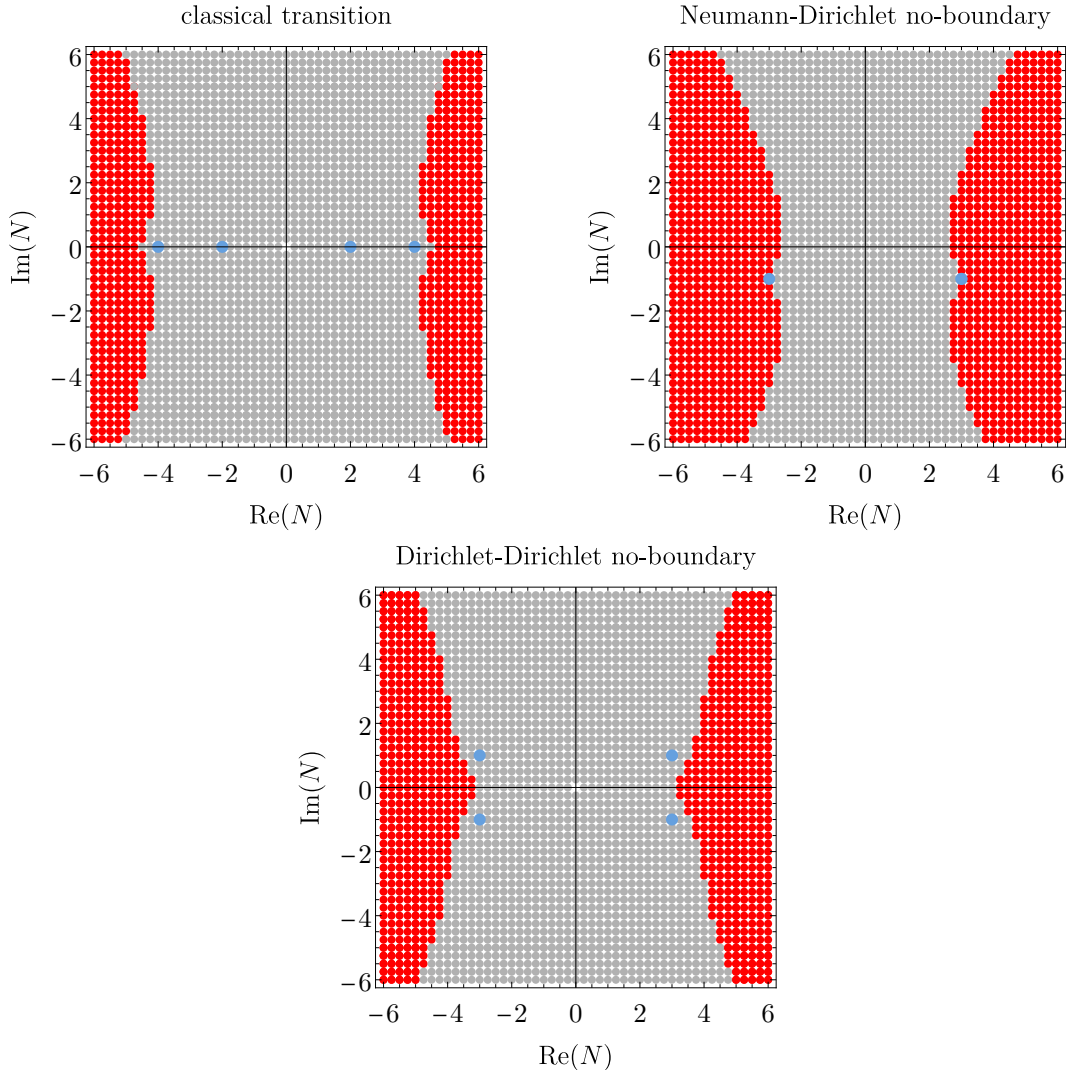 classical transition
6
4
2
0
−2
−4
−6
Im(N)
−6 −4 −2 0 2 4 6
Re(N)
Neumann-Dirichlet no-boundary
6
4
2
0
−2
−4
−6
Im(N)
−6 −4 −2 0 2 4 6
Re(N)
Dirichlet-Dirichlet no-boundary
6
4
2
0
−2
−4
−6
Im(N)
−6 −4 −2 0 2 4 6
Re(N)